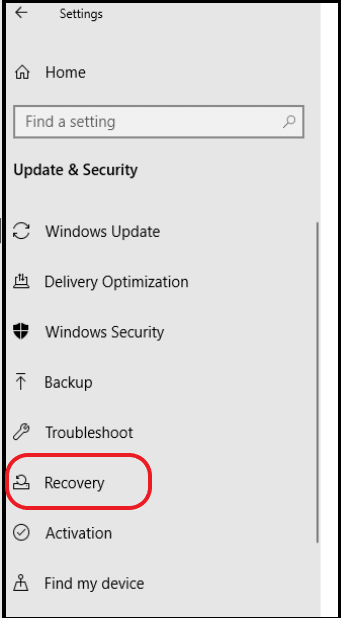 Settings
Home
Find a setting
Update & Security
Windows Update
Delivery Optimization
Windows Security
Backup
Troubleshoot
Recovery
Activation
Find my device